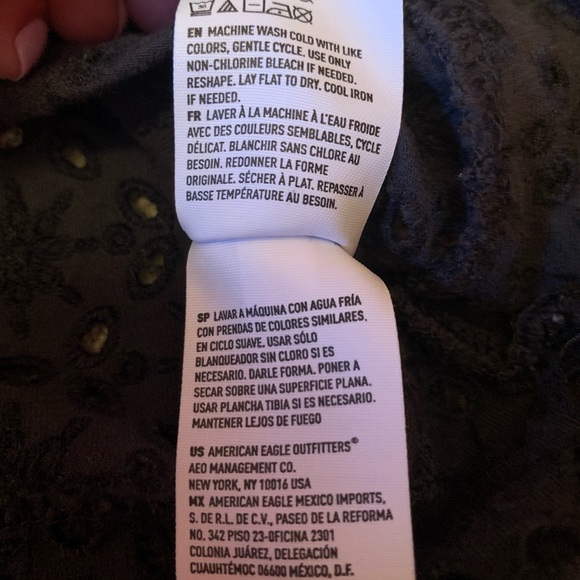 EN MACHINE WASH COLD WITH LIKE
COLORS, GENTLE CYCLE. USE ONLY
NON-CHLORINE BLEACH IF NEEDED.
RESHAPE. LAY FLAT TO DRY. COOL IRON
IF NEEDED.
FR LAVER À LA MACHINE À L'EAU FROIDE
AVEC DES COULEURS SEMBLABLES, CYCLE
DÉLICAT. BLANCHIR SANS CHLORE AU
BESOIN. REDONNER LA FORME
ORIGINALE. SÉCHER À PLAT. REPASSER À
BASSE TEMPÉRATURE AU BESOIN.
SP LAVAR A MÁQUINA CON AGUA FRÍA
CON PRENDAS DE COLORES SIMILARES,
EN CICLO SUAVE. USAR SÓLO
BLANQUEADOR SIN CLORO SI ES
NECESARIO. DARLE FORMA. PONER A
SECAR SOBRE UNA SUPERFICIE PLANA.
USAR PLANCHA TIBIA SI ES NECESARIO.
MANTENER LEJOS DE FUEGO
US AMERICAN EAGLE OUTFITTERS®
AEO MANAGEMENT CO.
NEW YORK, NY 10016 USA
MX AMERICAN EAGLE MEXICO IMPORTS,
S. DE R.L. DE C.V., PASEO DE LA REFORMA
NO. 342 PISO 23-OFICINA 2301
COLONIA JUÁREZ, DELEGACIÓN
CUAUHTÉMOC 06600 MÉXICO, D.F.